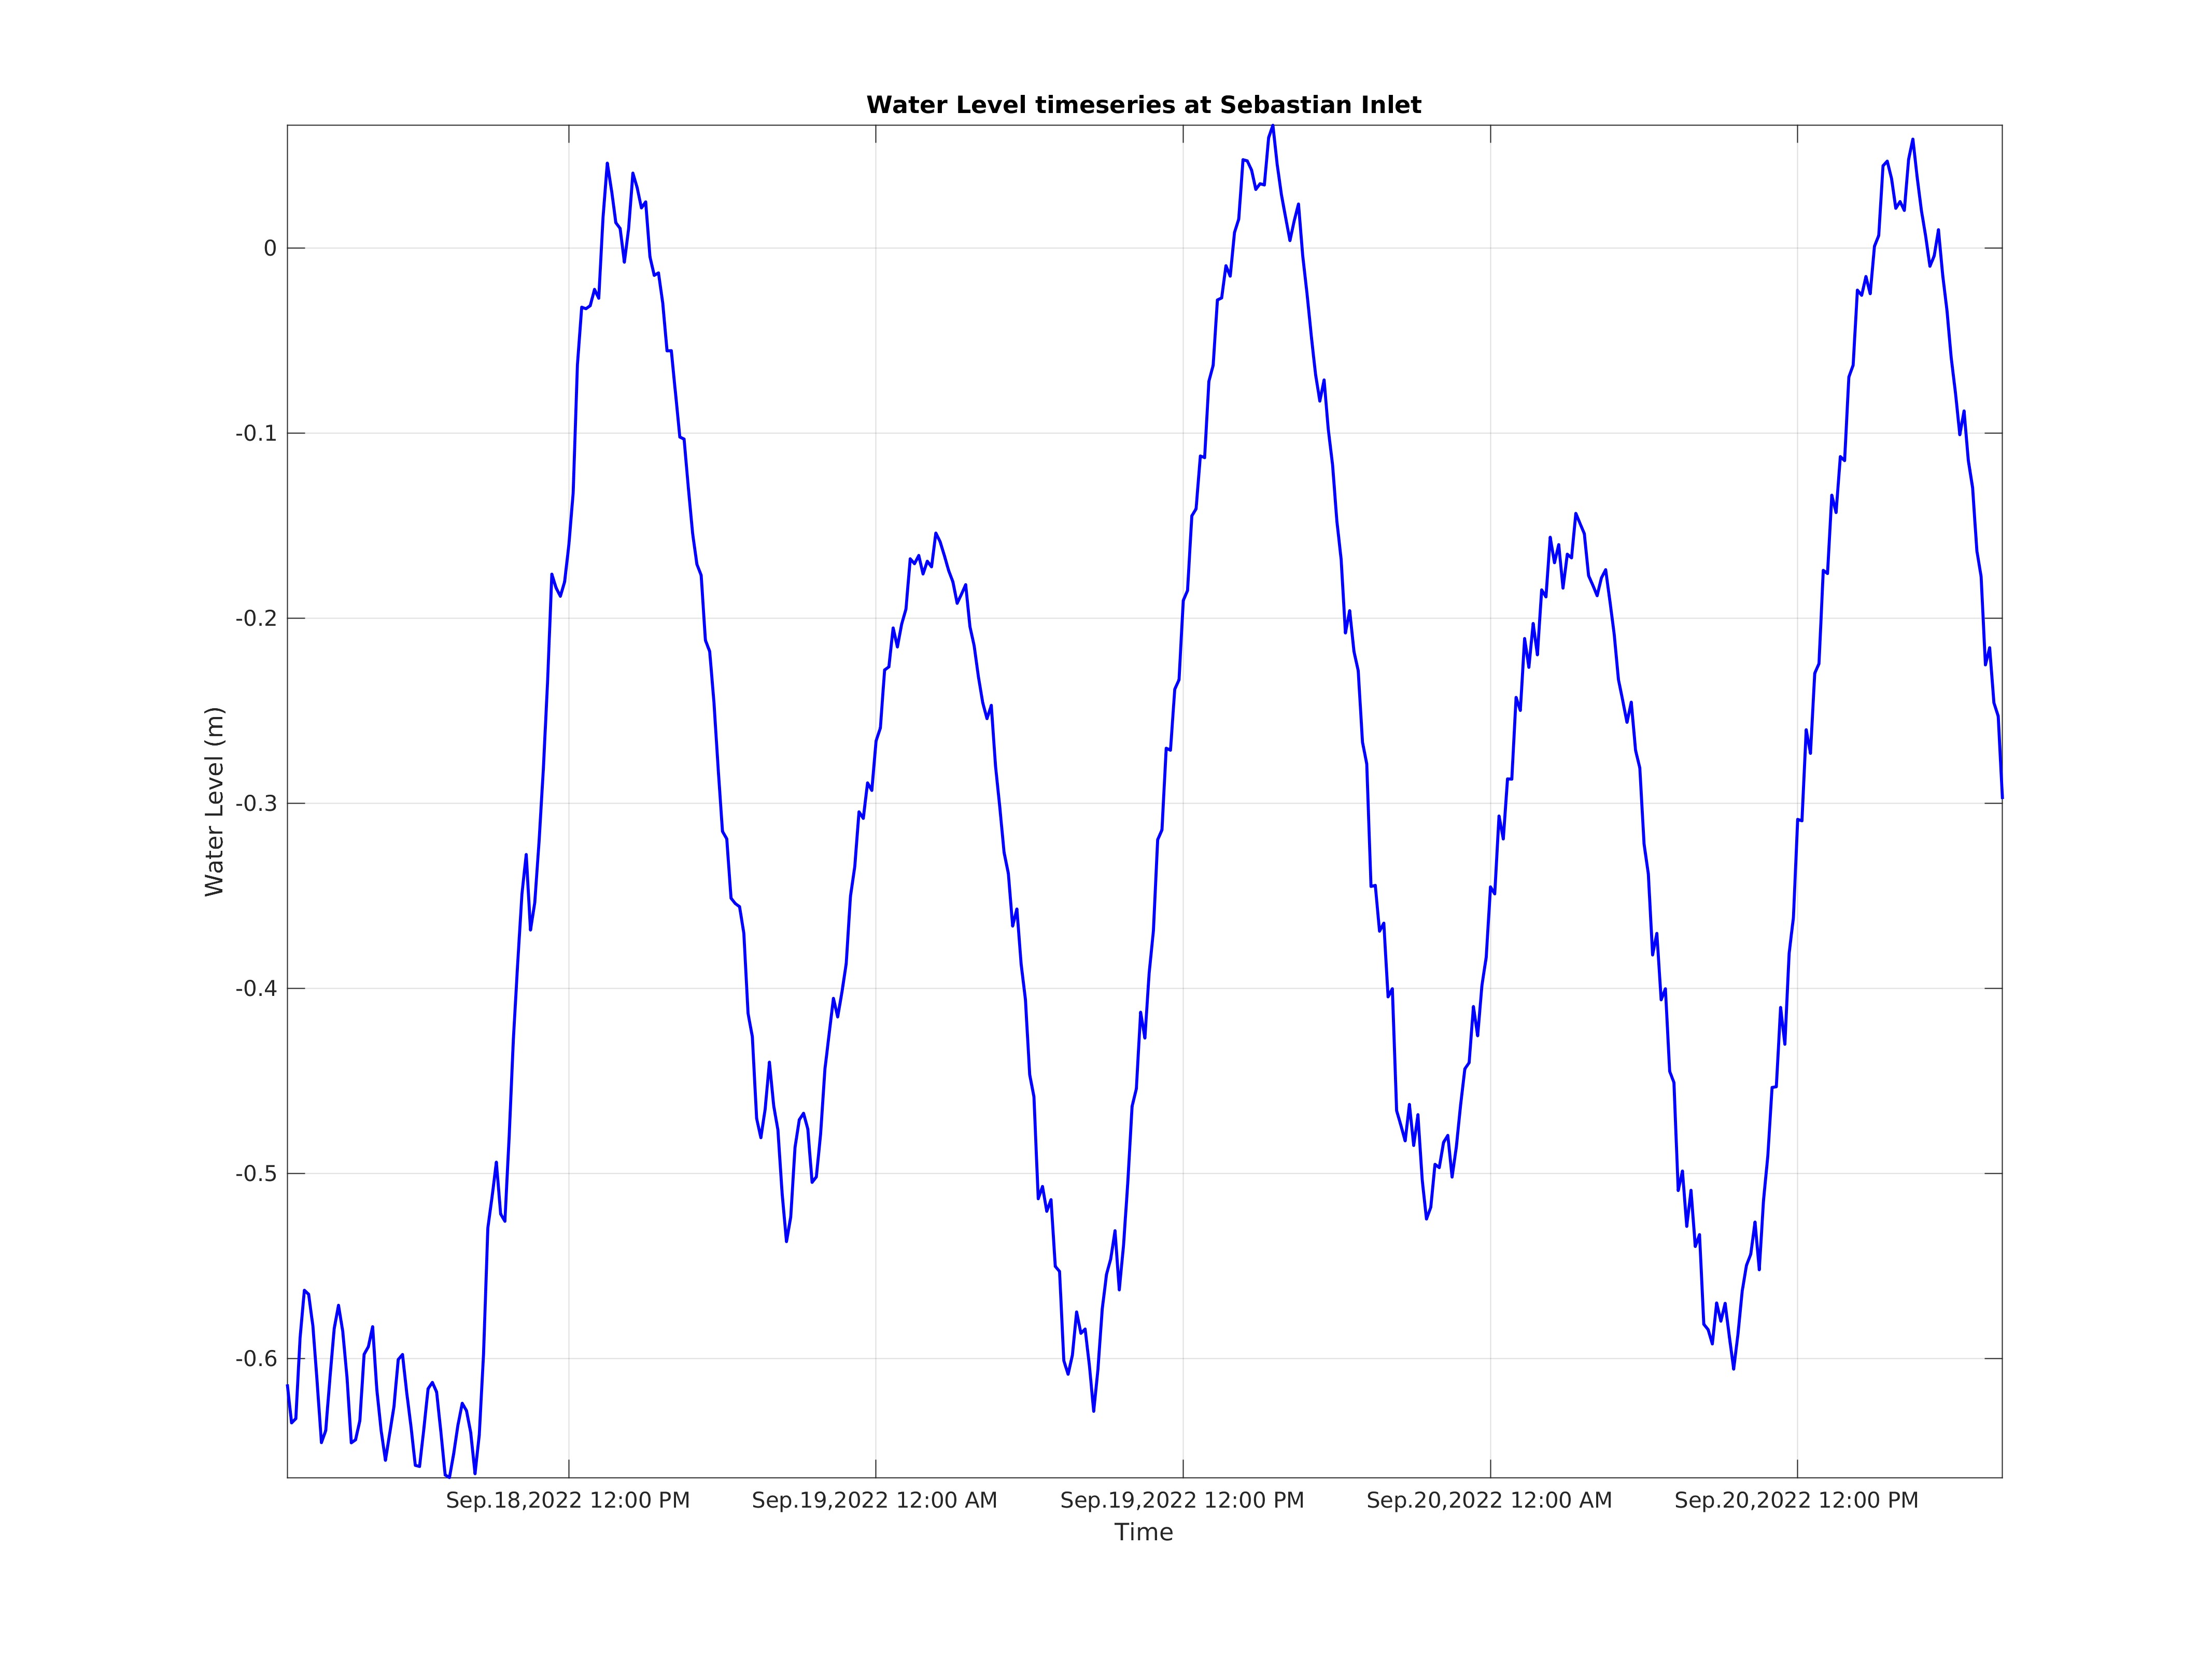 Water Level timeseries at Sebastian Inlet
0
-0.1
-0.2
-0.3
-0.4
-0.5
-0.6
Water Level (m)
Sep.18,2022 12:00 PM
Sep.19,2022 12:00 AM
Sep.19,2022 12:00 PM
Sep.20,2022 12:00 AM
Sep.20,2022 12:00 PM
Time